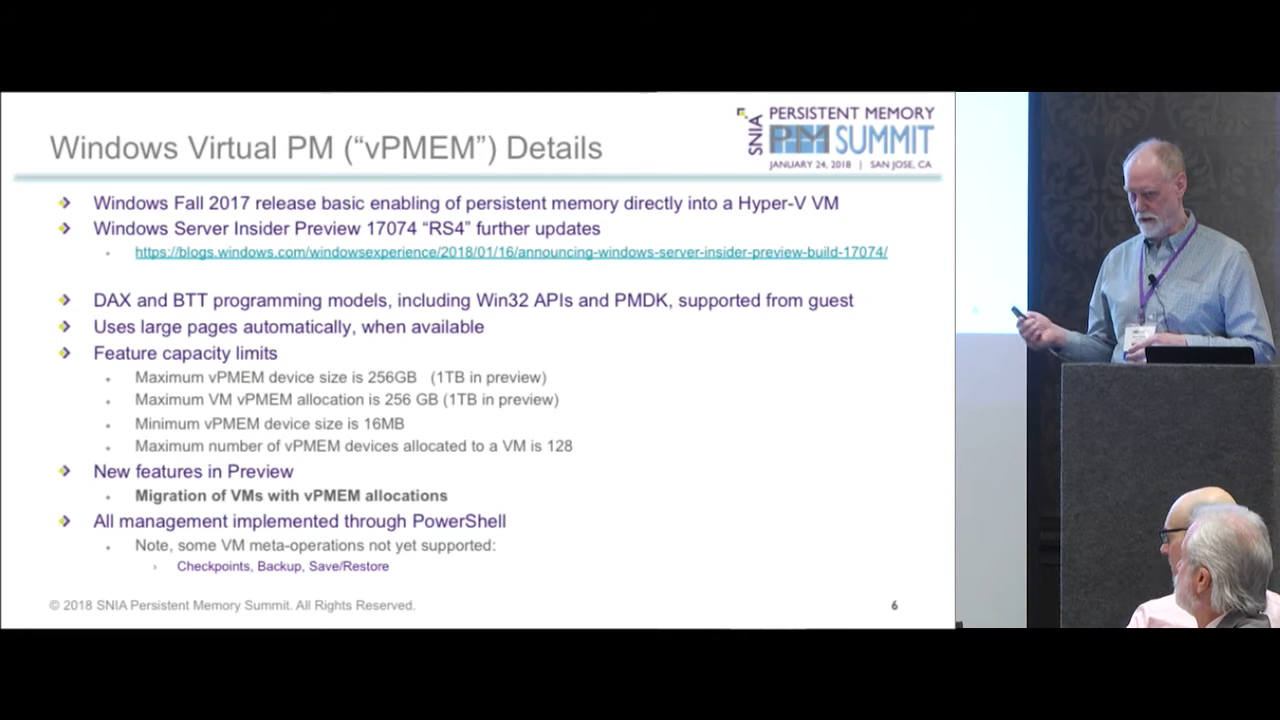 Windows Virtual PM (“vPMEM”) Details
SNIA
PERSISTENT MEMORY
PM SUMMIT
JANUARY 24, 2018 | SAN JOSE, CA
Windows Fall 2017 release basic enabling of persistent memory directly into a Hyper-V VM
Windows Server Insider Preview 17074 “RS4” further updates
https://blogs.windows.com/windowsexperience/2018/01/16/announcing-windows-server-insider-preview-build-17074/
DAX and BTT programming models, including Win32 APIs and PMDK, supported from guest
Uses large pages automatically, when available
Feature capacity limits
Maximum vPMEM device size is 256GB (1TB in preview)
Maximum VM vPMEM allocation is 256 GB (1TB in preview)
Minimum vPMEM device size is 16MB
Maximum number of vPMEM devices allocated to a VM is 128
New features in Preview
Migration of VMs with vPMEM allocations
All management implemented through PowerShell
Note, some VM meta-operations not yet supported:
Checkpoints, Backup, Save/Restore
© 2018 SNIA Persistent Memory Summit. All Rights Reserved.
6